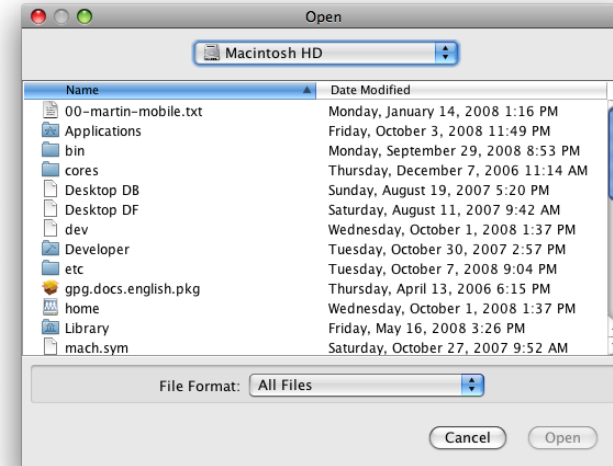 Open
Macintosh HD
Name Date Modified
00-martin-mobile.txt Monday, January 14, 2008 1:16 PM
Applications Friday, October 3, 2008 11:49 PM
bin Monday, September 29, 2008 8:53 PM
cores Thursday, December 7, 2006 11:14 AM
Desktop DB Sunday, August 19, 2007 5:20 PM
Desktop DF Saturday, August 11, 2007 9:42 AM
dev Wednesday, October 1, 2008 1:37 PM
Developer Tuesday, October 30, 2007 2:57 PM
etc Tuesday, October 7, 2008 9:04 PM
gpg.docs.english.pkg Thursday, April 13, 2006 6:15 PM
home Wednesday, October 1, 2008 1:37 PM
Library Friday, May 16, 2008 3:26 PM
mach.sym Saturday, October 27, 2007 9:52 AM
File Format: All Files
Cancel Open